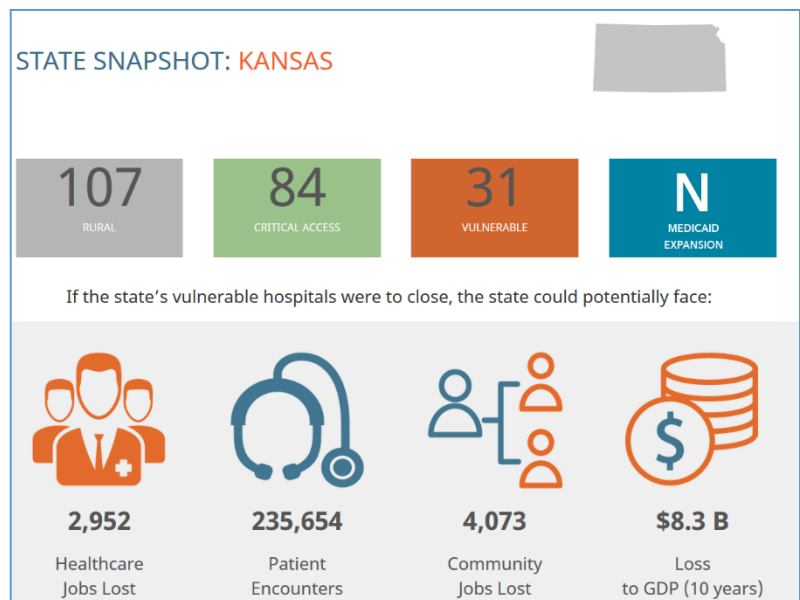 STATE SNAPSHOT: KANSAS
107
RURAL
84
CRITICAL ACCESS
31
VULNERABLE
N
MEDICAID
EXPANSION
If the state's vulnerable hospitals were to close, the state could potentially face:
$
2,952
Healthcare
Jobs Lost
235,654
Patient
Encounters
4,073
Community
Jobs Lost
$8.3 B
Loss
to GDP (10 years)